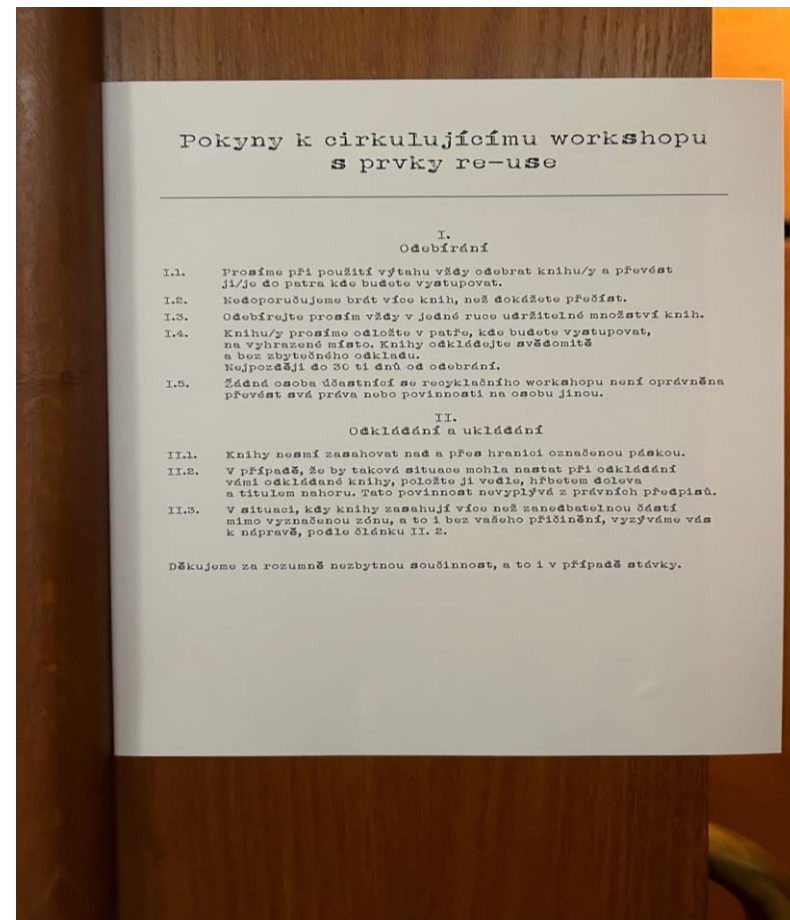 Pokyny k cirkulujícímu workshopu
s prvky re-use
I.
Odebírání
I.1. Prosíme při použití výtahu vždy odebrat knihu/y a převést
ji/je do patra kde budete vystupovat.
I.2. Nedoporučujeme brát více knih, než dokážete přečíst.
I.3. Odebírejte prosím vždy v jedné ruce udržitelné množství knih.
I.4. Knihu/y prosíme odložte v patře, kde budete vystupovat,
na vyhrazené místo. Knihy odkládejte svědomitě
a bez zbytečného odkladu.
Nejpozději do 30 ti dnů od odebrání.
I.5. Žádná osoba účastnící se recyklačního workshopu není oprávněna
převést svá práva nebo povinnosti na osobu jinou.
II.
Odkládání a ukládání
II.1. Knihy nesmí zasahovat nad a přes hranici označenou páskou.
II.2. V případě, že by taková situace mohla nastat při odkládání
vámi odkládané knihy, položte ji vedle, hřbetem doleva
a titulem nahoru. Tato povinnost nevyplývá z právních předpisů.
II.3. V situaci, kdy knihy zasahují více než zanedbatelnou částí
mimo vyznačenou zónu, a to i bez vašeho přičinění, vyzýváme vás
k nápravě, podle článku II. 2.
Děkujeme za rozumně nezbytnou součinnost, a to i v případě stávky.